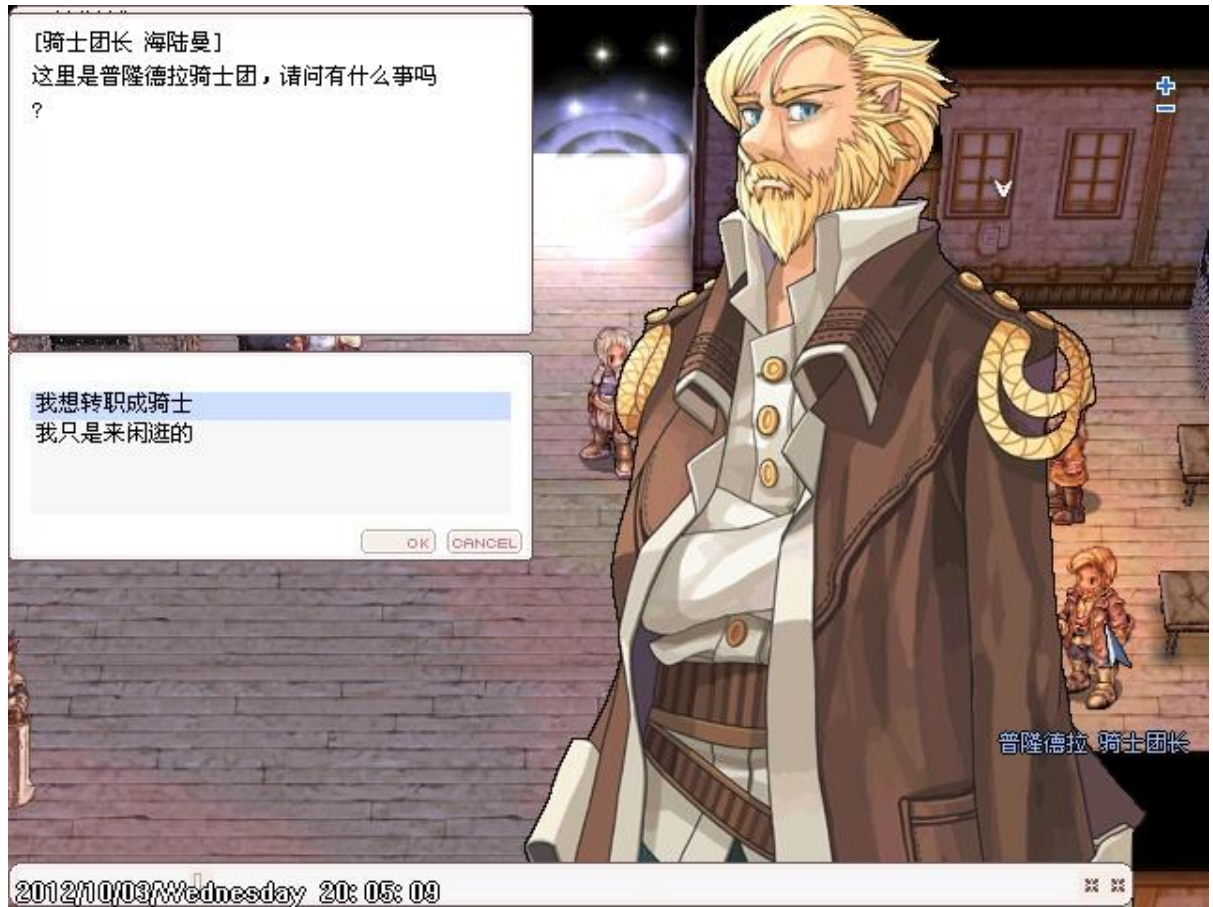 [骑士团长 海陆曼]
这里是普隆德拉骑士团，请问有什么事吗
?
我想转职成骑士
我只是来闲逛的
OK
CANCEL
普隆德拉 骑士团长
2012/10/03/Wednesday 20:05:09